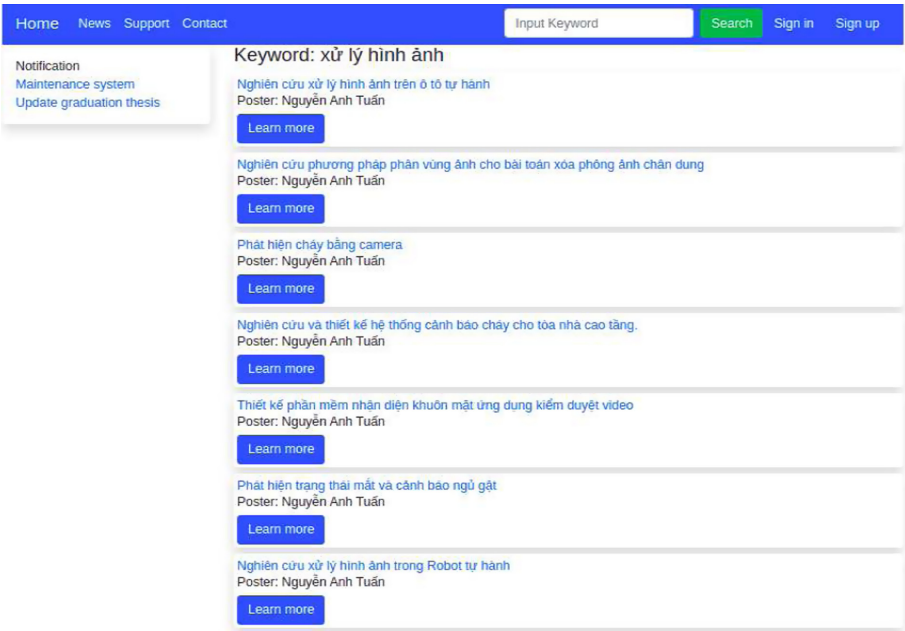 Home News Support Contact Input Keyword Search Sign in Sign up
Notification
Maintenance system
Update graduation thesis
Keyword: xử lý hình ảnh
Nghiên cứu xử lý hình ảnh trên ô tô tự hành
Poster: Nguyễn Anh Tuấn
Learn more
Nghiên cứu phương pháp phân vùng ảnh cho bài toán xóa phông ảnh chân dung
Poster: Nguyễn Anh Tuấn
Learn more
Phát hiện cháy bằng camera
Poster: Nguyễn Anh Tuấn
Learn more
Nghiên cứu và thiết kế hệ thống cảnh báo cháy cho tòa nhà cao tầng.
Poster: Nguyễn Anh Tuấn
Learn more
Thiết kế phần mềm nhận diện khuôn mặt ứng dụng kiểm duyệt video
Poster: Nguyễn Anh Tuấn
Learn more
Phát hiện trạng thái mắt và cảnh báo ngủ gật
Poster: Nguyễn Anh Tuấn
Learn more
Nghiên cứu xử lý hình ảnh trong Robot tự hành
Poster: Nguyễn Anh Tuấn
Learn more